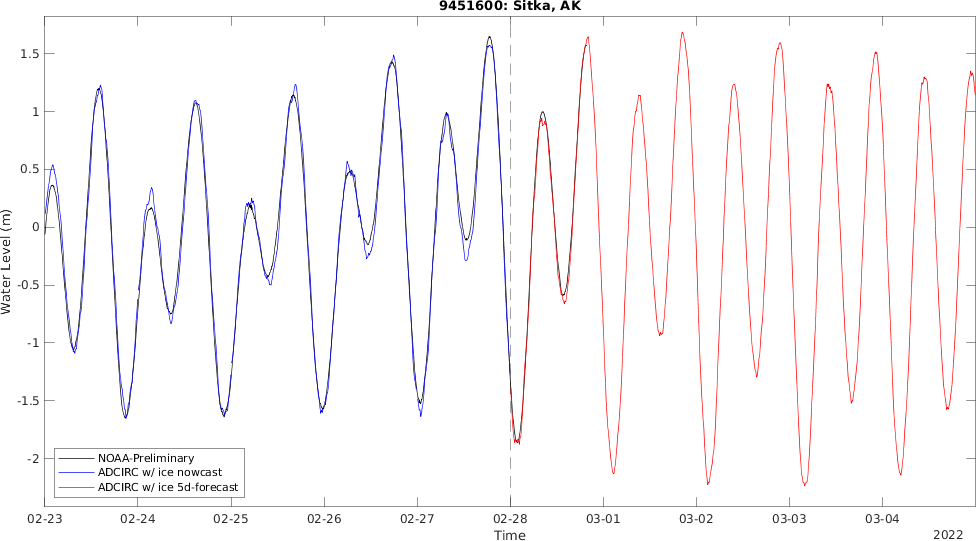 9451600: Sitka, AK
1.5
1
0.5
0
-0.5
-1
-1.5
-2
Water Level (m)
NOAA-Preliminary
ADCIRC w/ ice nowcast
ADCIRC w/ ice 5d-forecast
02-23 02-24 02-25 02-26 02-27 02-28 03-01 03-02 03-03 03-04
Time
2022